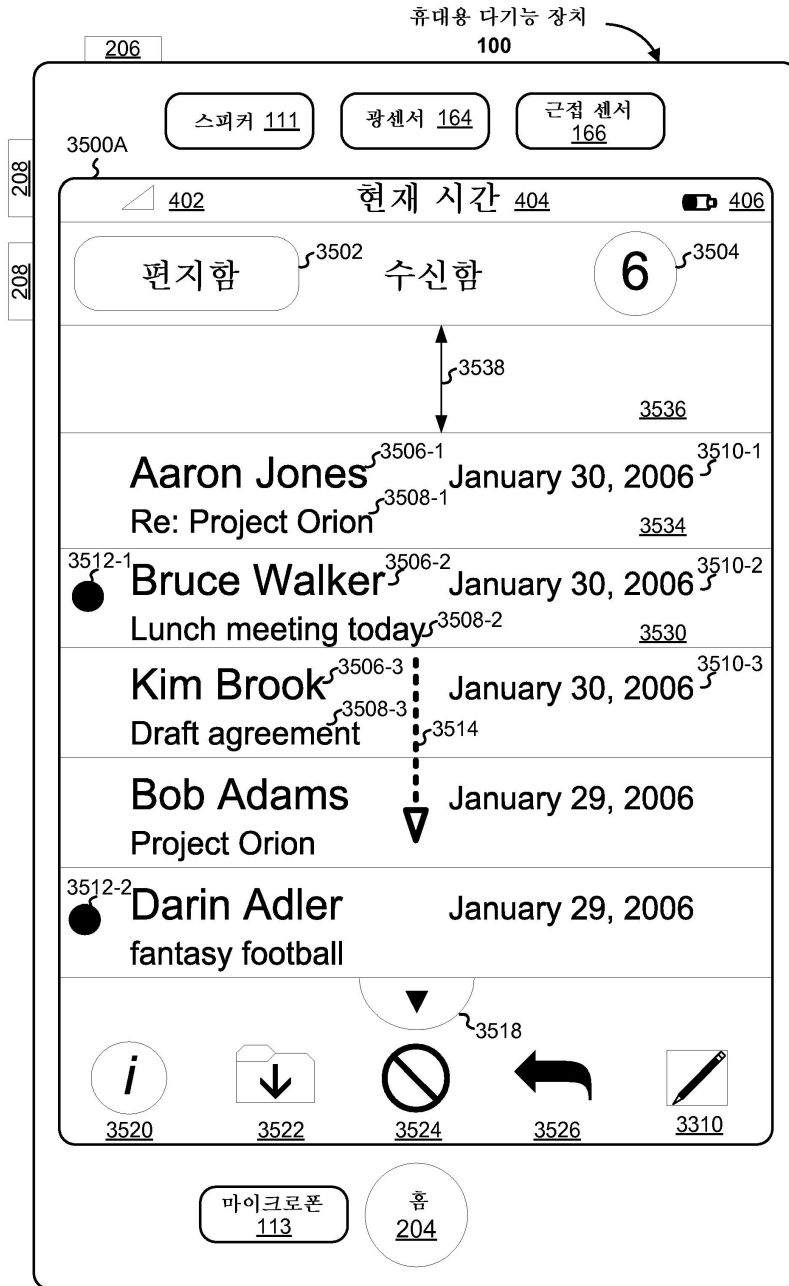 휴대용 다기능 장치
100
206
스피커 111
광센서 164
근접 센서
166
3500A
208
208
402
현재 시간 404
406
편지함
3502
수신함
6
3504
3538
3536
Aaron Jones 3506-1 January 30, 2006 3510-1
Re: Project Orion 3508-1
3534
3512-1
Bruce Walker 3506-2 January 30, 2006 3510-2
Lunch meeting today 3508-2
3530
Kim Brook 3506-3 January 30, 2006 3510-3
Draft agreement 3508-3
3514
Bob Adams January 29, 2006
Project Orion
3512-2
Darin Adler January 29, 2006
fantasy football
3518
i
3520 3522 3524 3526 3310
마이크로폰
113
홈
204